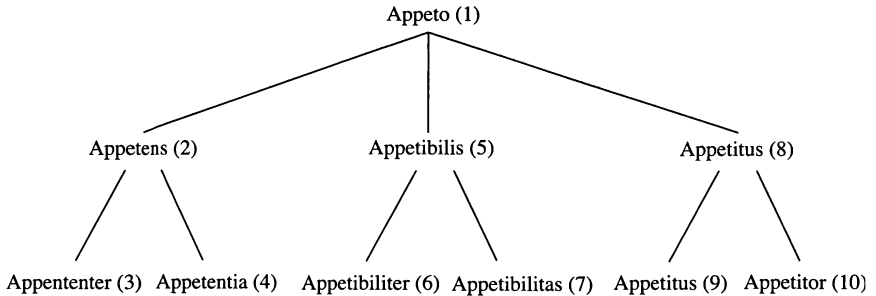 Appeto (1)
Appetens (2) Appetibilis (5) Appetitus (8)
Appententer (3) Appetentia (4) Appetibiliter (6) Appetibilitas (7) Appetitus (9) Appetitor (10)